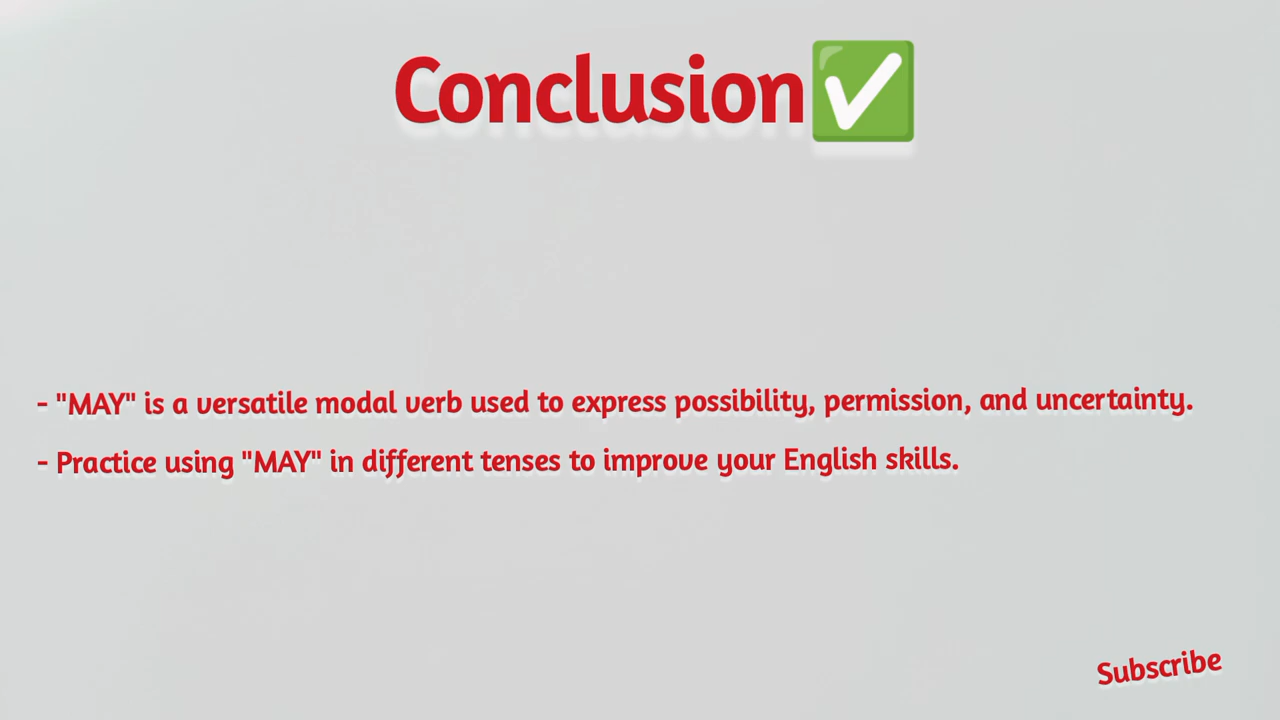 Conclusion✅
- "MAY" is a versatile modal verb used to express possibility, permission, and uncertainty.
- Practice using "MAY" in different tenses to improve your English skills.
Subscribe